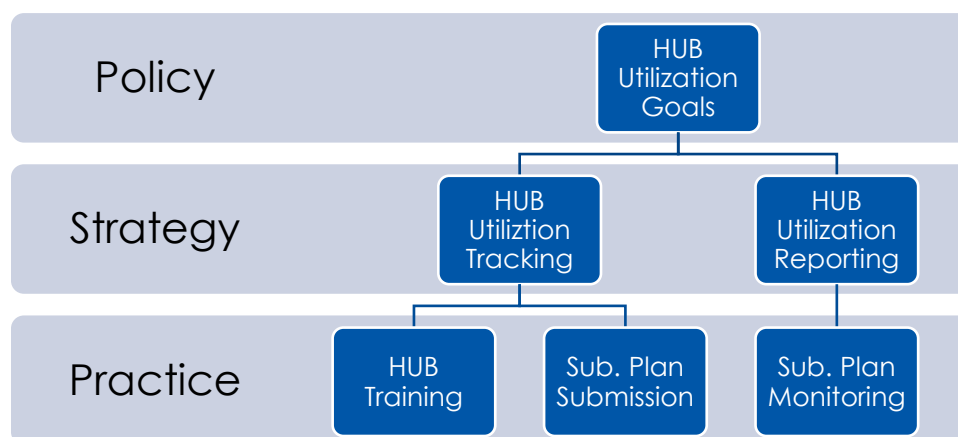 Policy
HUB
Utilization
Goals
Strategy
HUB
Utiliztion
Tracking
HUB
Utilization
Reporting
Practice
HUB
Training
Sub. Plan
Submission
Sub. Plan
Monitoring